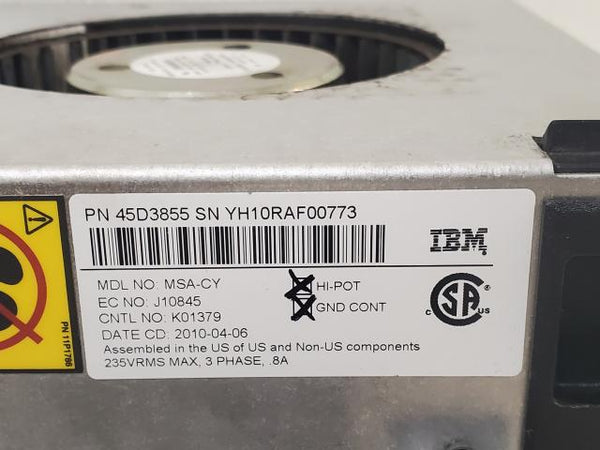 PN 45D3855 SN YH10RAF00773
IBM
MDL NO: MSA-CY
HI-POT
EC NO: J10845
GND CONT
CNTL NO: K01379
DATE CD: 2010-04-06
C SA US
Assembled in the US of US and Non-US components
235VRMS MAX, 3 PHASE, .8A
PN 11P1786